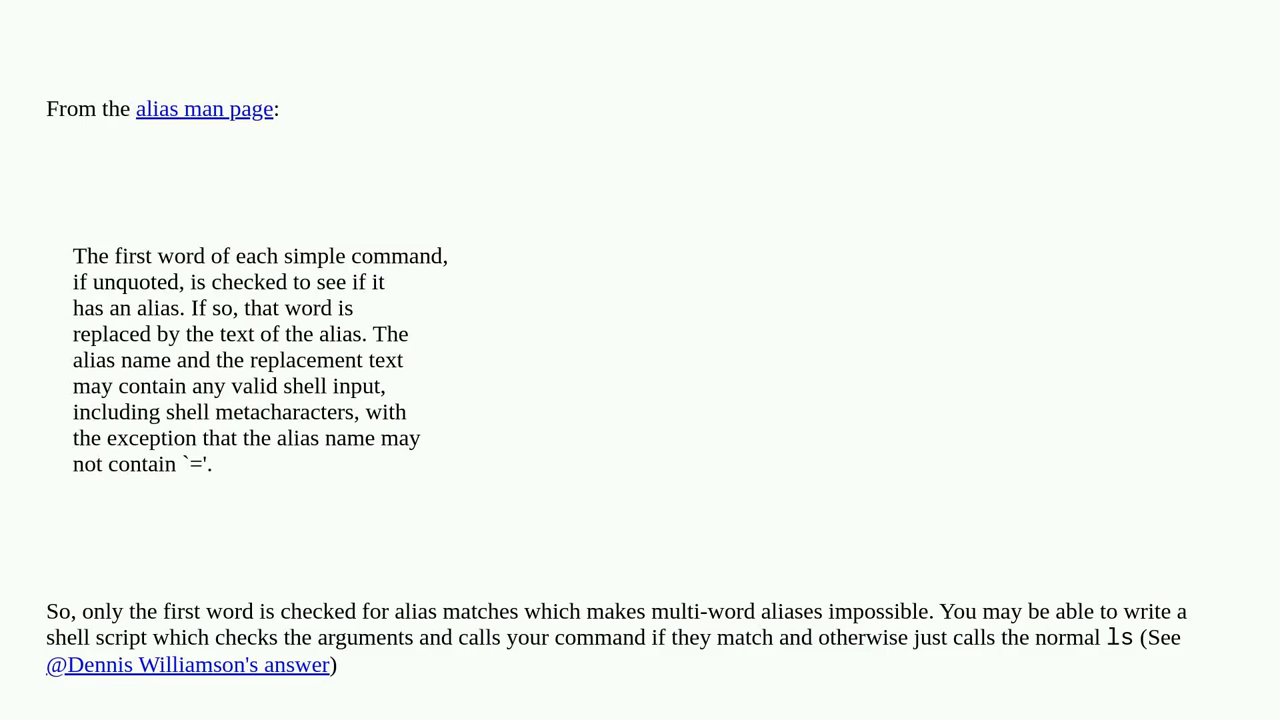 From the alias man page:
The first word of each simple command,
if unquoted, is checked to see if it
has an alias. If so, that word is
replaced by the text of the alias. The
alias name and the replacement text
may contain any valid shell input,
including shell metacharacters, with
the exception that the alias name may
not contain `='.
So, only the first word is checked for alias matches which makes multi-word aliases impossible. You may be able to write a
shell script which checks the arguments and calls your command if they match and otherwise just calls the normal ls (See
@Dennis Williamson's answer)